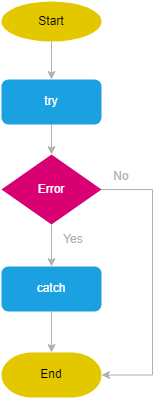 Start
try
Error
No
Yes
catch
End